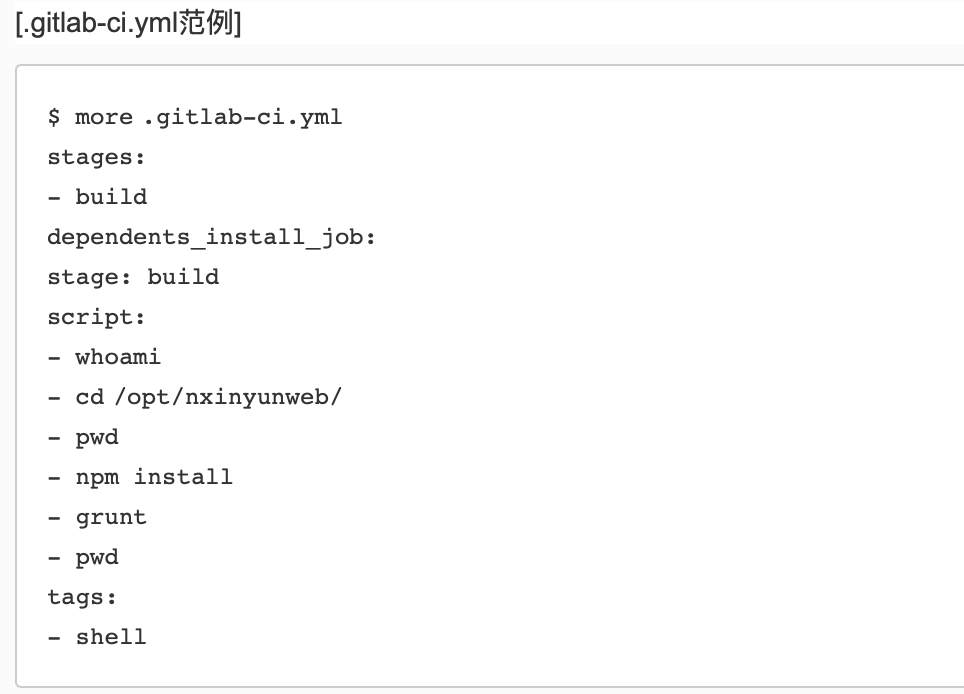 [.gitlab-ci.yml范例]
$ more .gitlab-ci.yml
stages:
- build
dependents_install_job:
stage: build
script:
- whoami
- cd /opt/nxinyunweb/
- pwd
- npm install
- grunt
- pwd
tags:
- shell